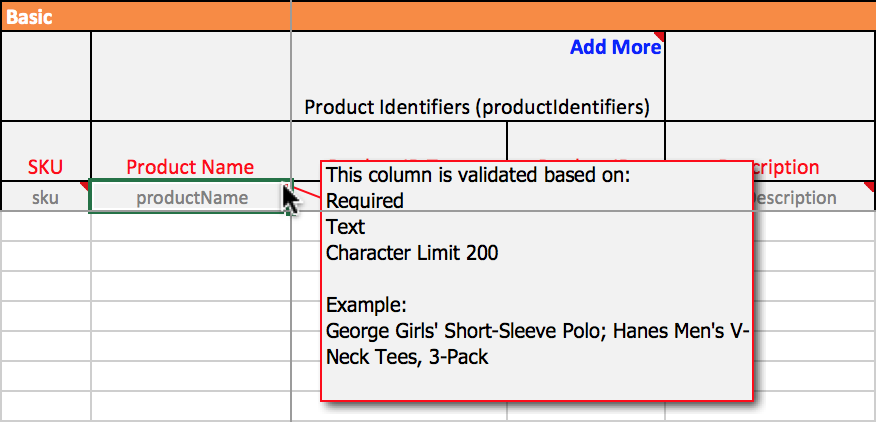 Basic
Add More
Product Identifiers (productIdentifiers)
SKU
Product Name
sku
productName
This column is validated based on:
Required
Text
Character Limit 200
Example:
George Girls' Short-Sleeve Polo; Hanes Men's V-
Neck Tees, 3-Pack